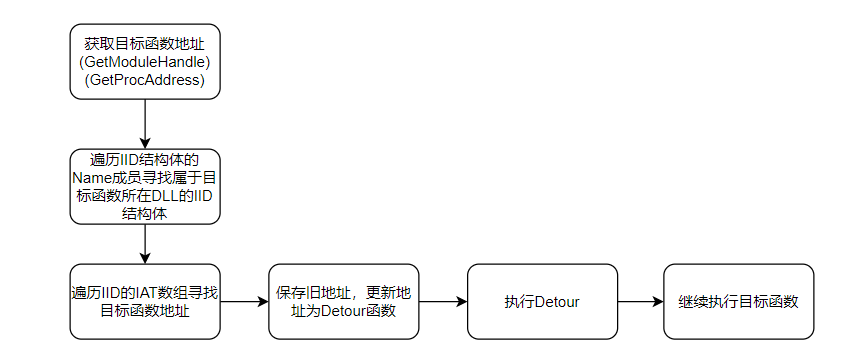 获取目标函数地址
(GetModuleHandle)
(GetProcAddress)
遍历IID结构体的
Name成员寻找属于目
标函数所在DLL的IID
结构体
遍历IID的IAT数组寻找
目标函数地址
保存旧地址，更新地
址为Detour函数
执行Detour
继续执行目标函数